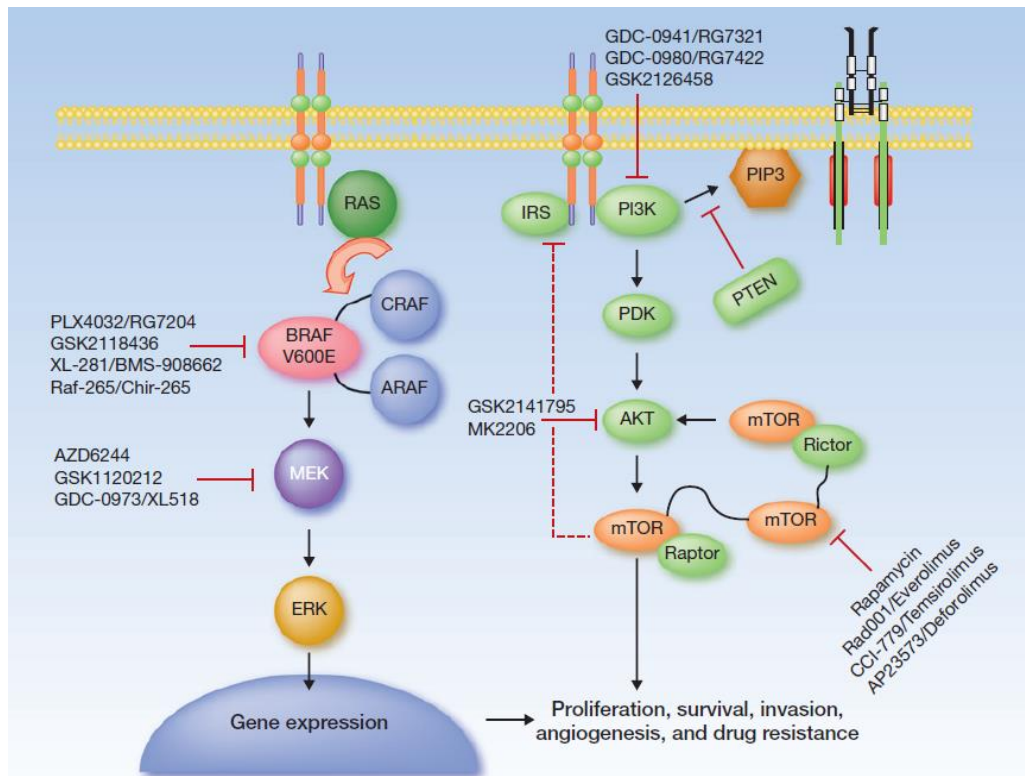 GDC-0941/RG7321
GDC-0980/RG7422
GSK2126458
RAS
IRS
PI3K
PIP3
PTEN
CRAF
BRAF
V600E
ARAF
PDK
PLX4032/RG7204
GSK2118436
XL-281/BMS-908662
Raf-265/Chir-265
GSK2141795
MK2206
AKT
mTOR
Rictor
AZD6244
GSK1120212
GDC-0973/XL518
MEK
mTOR
Raptor
mTOR
Rapamycin
Rad001/Everolimus
CCI-779/Temsirolimus
AP23573/Deforolimus
ERK
Gene expression
Proliferation, survival, invasion,
angiogenesis, and drug resistance